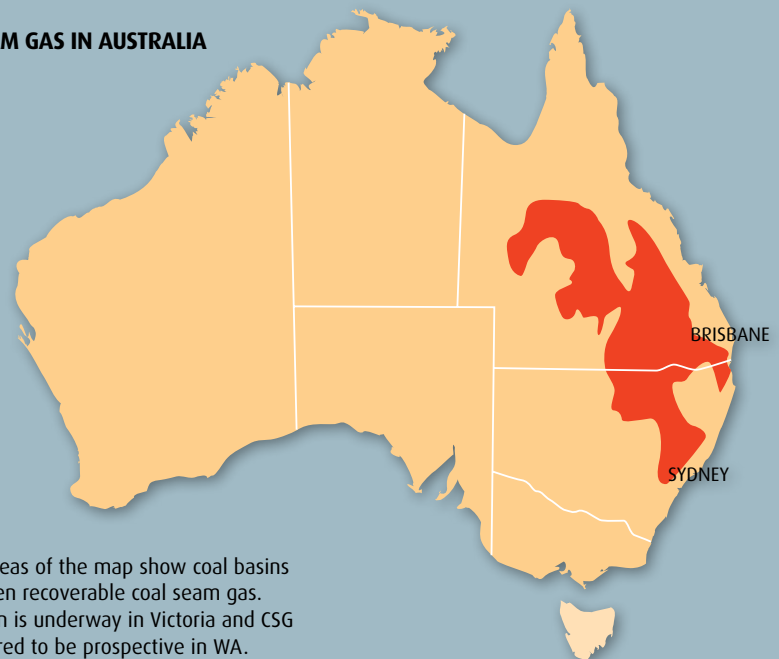 M GAS IN AUSTRALIA
BRISBANE
SYDNEY
eas of the map show coal basins
en recoverable coal seam gas.
n is underway in Victoria and CSG
red to be prospective in WA.